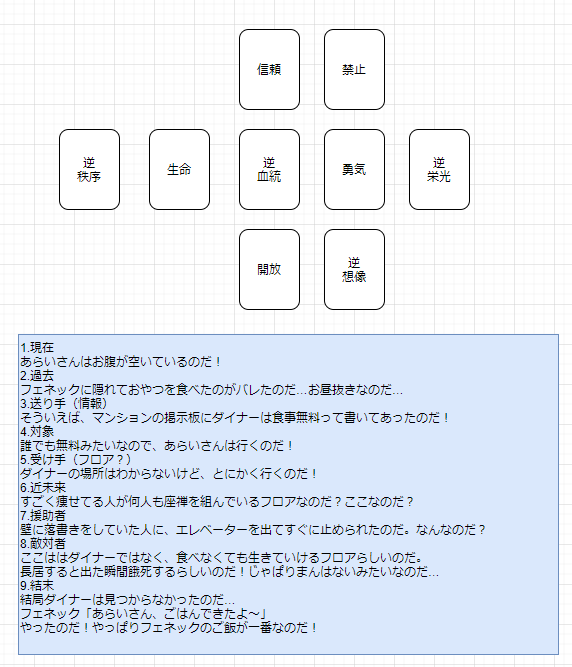 信頼
禁止
逆
秩序
生命
逆
血統
勇気
逆
栄光
開放
逆
想像
1.現在
あらいさんはお腹が空いているのだ！
2.過去
フェネックに隠れておやつを食べたのがバレたのだ…お昼抜きなのだ…
3.送り手（情報）
そういえば、マンションの掲示板にダイナーは食事無料って書いてあったのだ！
4.対象
誰でも無料みたいなので、あらいさんは行くのだ！
5.受け手（フロア？）
ダイナーの場所はわからないけど、とにかく行くのだ！
6.近未来
すごく痩せてる人が何人も座禅を組んでいるフロアなのだ？ここなのだ？
7.援助者
壁に落書きをしていた人に、エレベーターを出てすぐに止められたのだ。なんなのだ？
8.敵対者
ここははダイナーではなく、食べなくても生きていけるフロアらしいのだ。
長居すると出た瞬間餓死するらしいのだ！じゃぱりまんはないみたいなのだ…
9.結末
結局ダイナーは見つからなかったのだ…
フェネック「あらいさん、ごはんできたよ～」
やったのだ！やっぱりフェネックのご飯が一番なのだ！